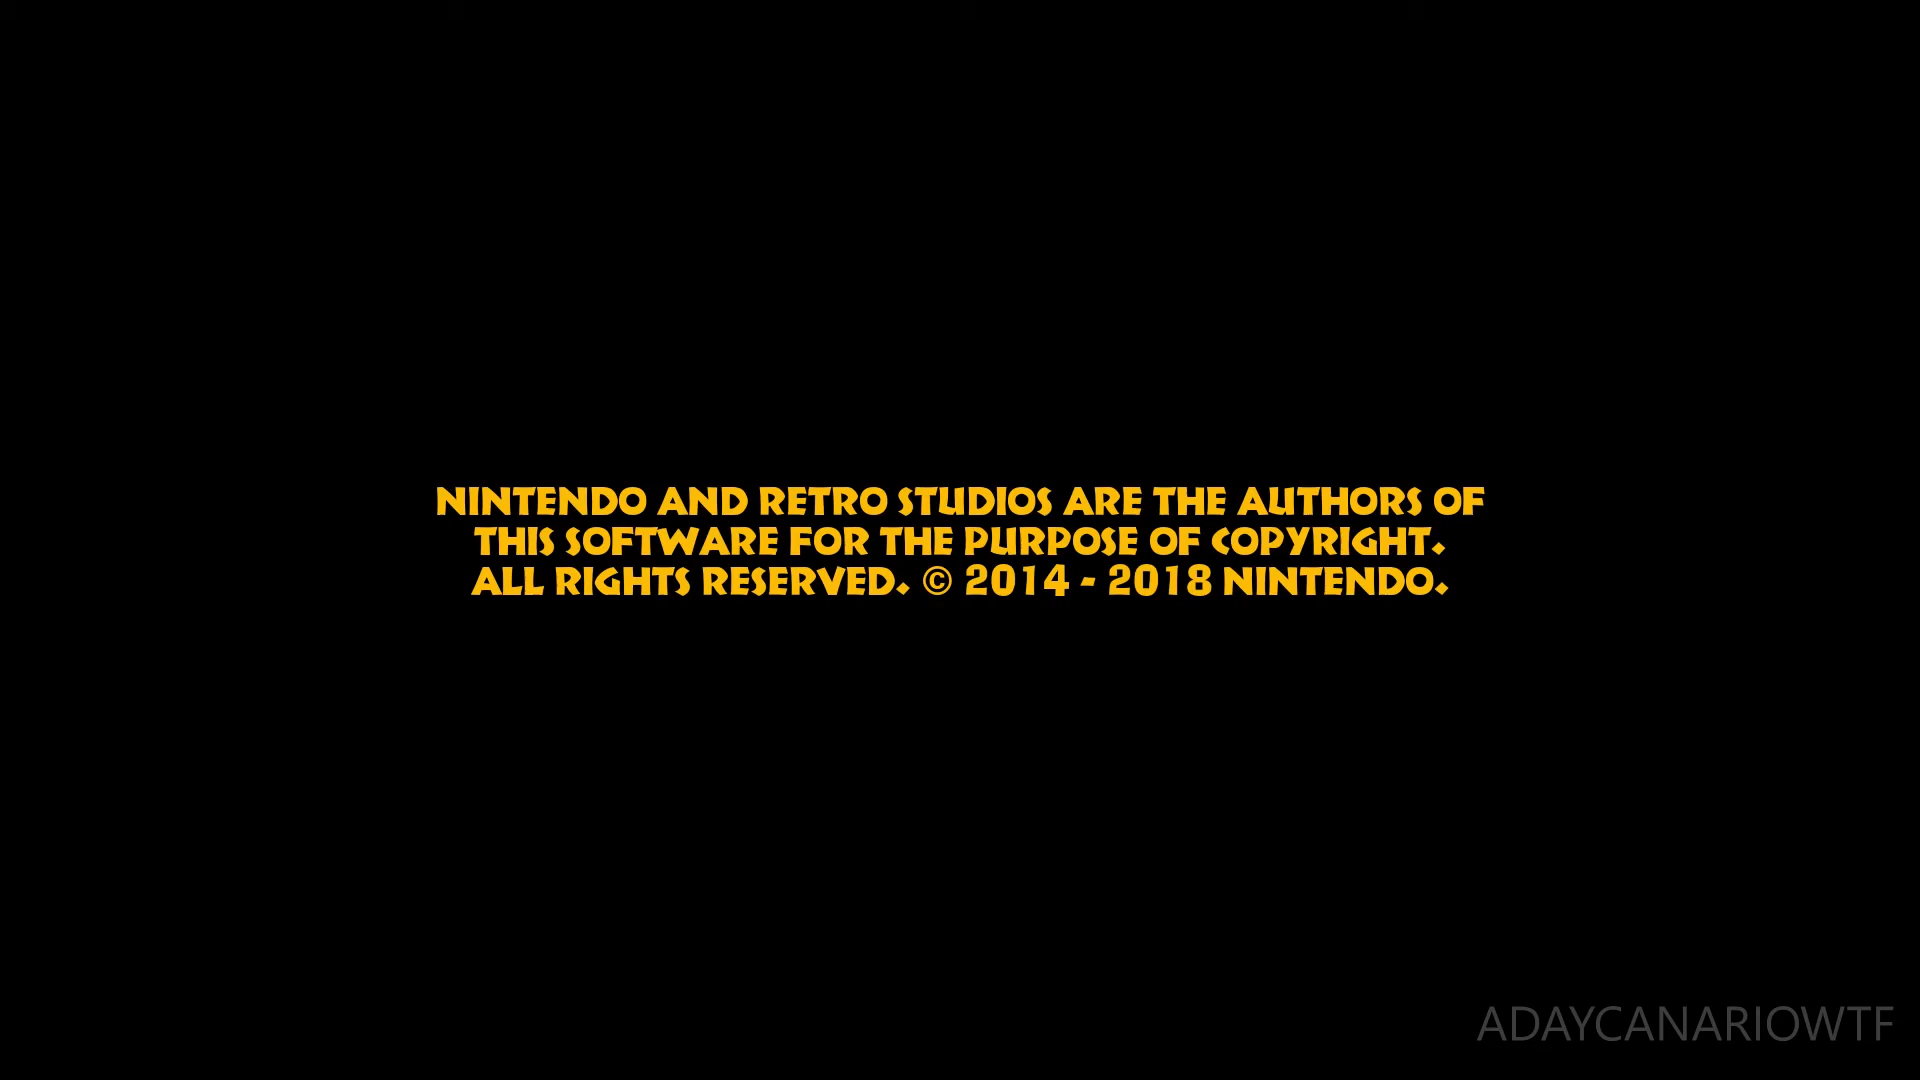 NINTENDO AND RETRO STUDIOS ARE THE AUTHORS OF
THIS SOFTWARE FOR THE PURPOSE OF COPYRIGHT.
ALL RIGHTS RESERVED. © 2014 - 2018 NINTENDO.
ADAYCANARIOWTF